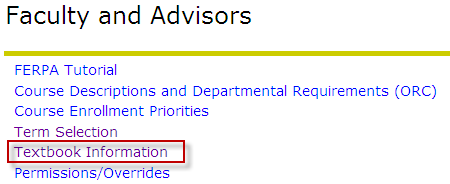 Faculty and Advisors
FERPA Tutorial
Course Descriptions and Departmental Requirements (ORC)
Course Enrollment Priorities
Term Selection
Textbook Information
Permissions/Overrides